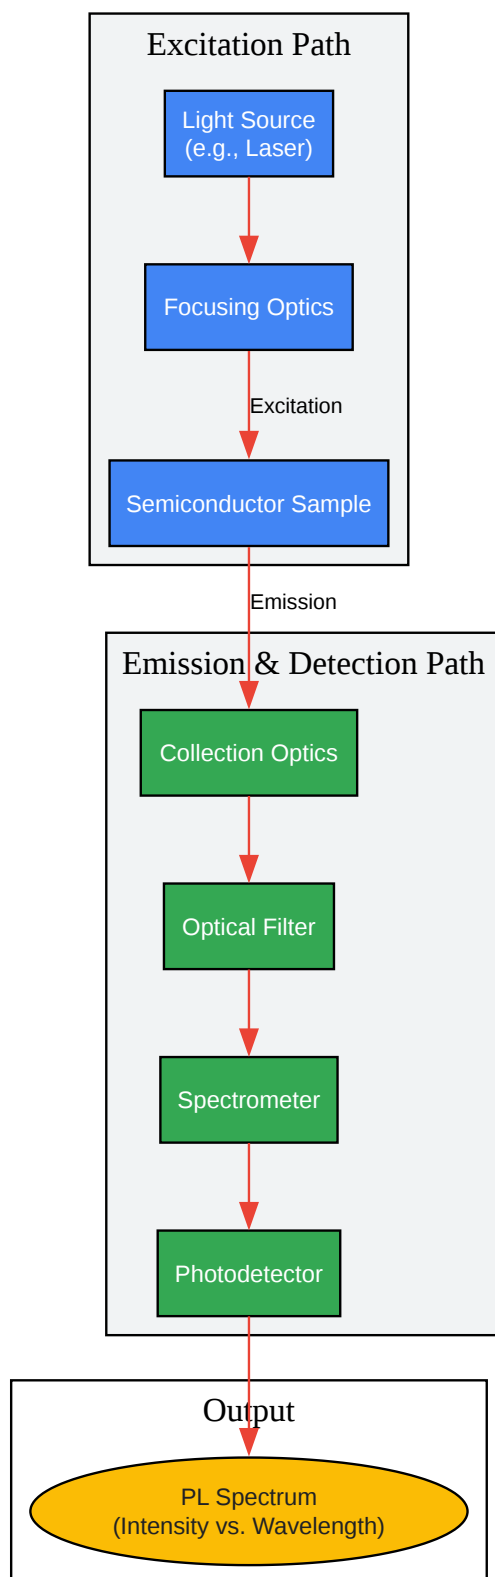 Excitation Path
Light Source
(e.g., Laser)
Focusing Optics
Excitation
Semiconductor Sample
Emission
Emission & Detection Path
Collection Optics
Optical Filter
Spectrometer
Photodetector
Output
PL Spectrum
(Intensity vs. Wavelength)